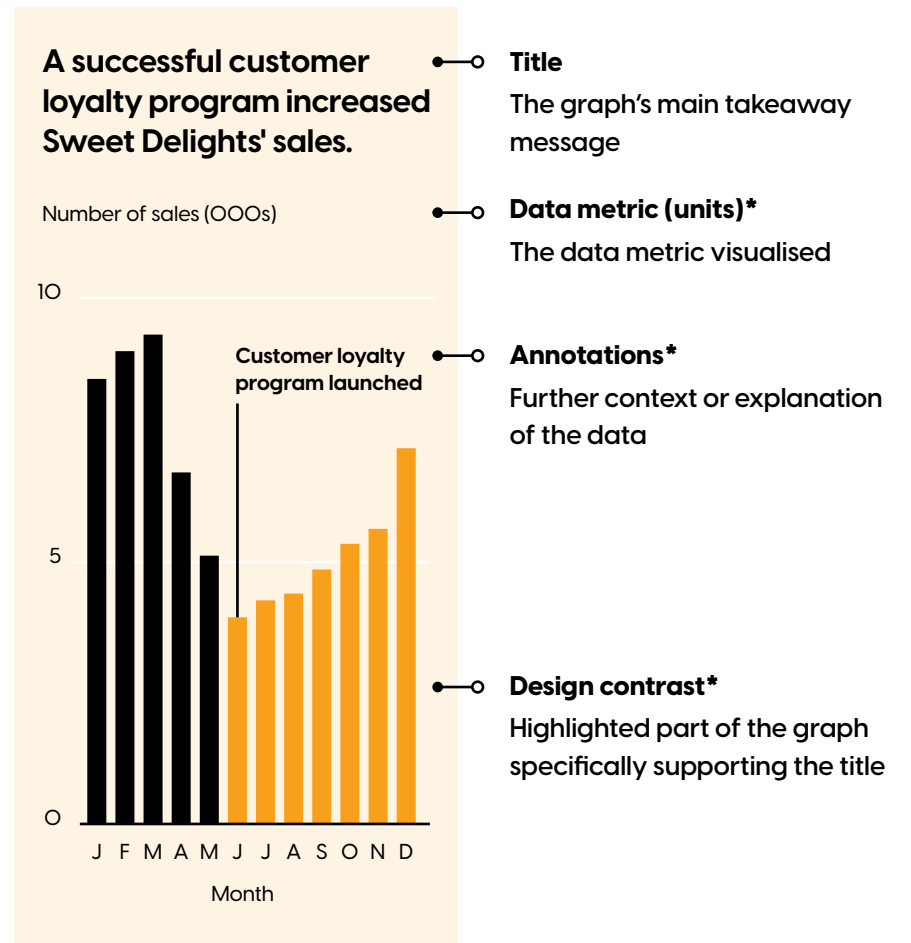 A successful customer
loyalty program increased
Sweet Delights' sales.
Number of sales (000s)
10
Customer loyalty
program launched
5
0
J F M A M J J A S O N D
Month
Title
The graph's main takeaway
message
Data metric (units)*
The data metric visualised
Annotations*
Further context or explanation
of the data
Design contrast*
Highlighted part of the graph
specifically supporting the title